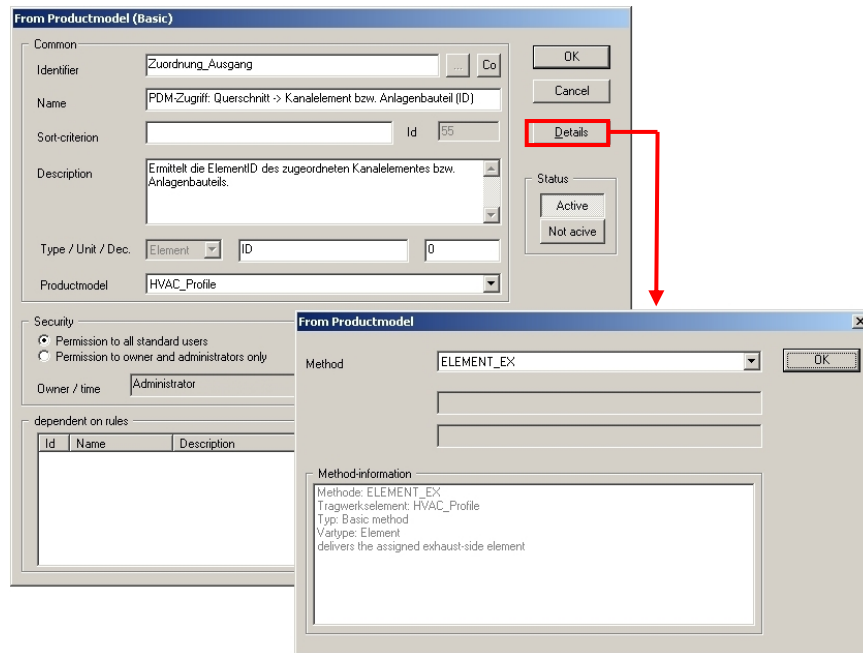 From Productmodel (Basic)
Common
Identifier
Zuordnung_Ausgang
... Co
OK
Name
PDM-Zugriff: Querschnitt -> Kanalelement bzw. Anlagenbauteil (ID)
Cancel
Sort-criterion
Id 55
Details
Description
Ermittelt die ElementID des zugeordneten Kanalelementes bzw.
Anlagenbauteils.
Status
Active
Not acive
Type / Unit / Dec. Element ID 0
Productmodel HVAC_Profile
Security
Permission to all standard users
Permission to owner and administrators only
Owner / time Administrator
dependent on rules
Id Name Description
From Productmodel
Method ELEMENT_EX OK
Method-information
Methode: ELEMENT_EX
Tragwerkselement: HVAC_Profile
Typ: Basic method
Vartype: Element
delivers the assigned exhaust-side element